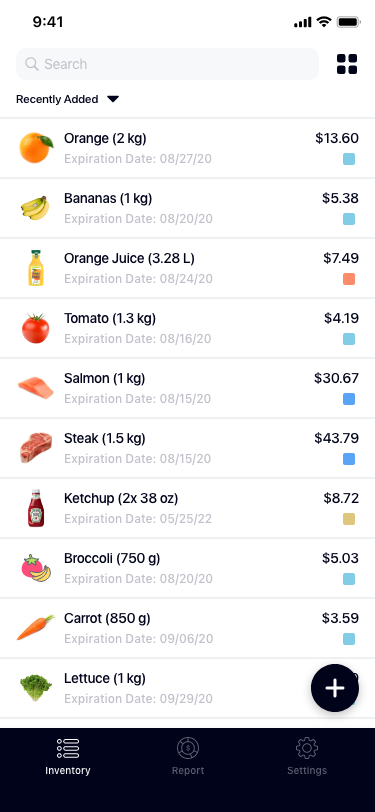 9:41
Search
Recently Added
Orange (2 kg) $13.60
Expiration Date: 08/27/20
Bananas (1 kg) $5.38
Expiration Date: 08/20/20
Orange Juice (3.28 L) $7.49
Expiration Date: 08/24/20
Tomato (1.3 kg) $4.19
Expiration Date: 08/16/20
Salmon (1 kg) $30.67
Expiration Date: 08/15/20
Steak (1.5 kg) $43.79
Expiration Date: 08/15/20
Ketchup (2x 38 oz) $8.72
Expiration Date: 05/25/22
Broccoli (750 g) $5.03
Expiration Date: 08/20/20
Carrot (850 g) $3.59
Expiration Date: 09/06/20
Lettuce (1 kg)
Expiration Date: 09/29/20
Inventory Report Settings